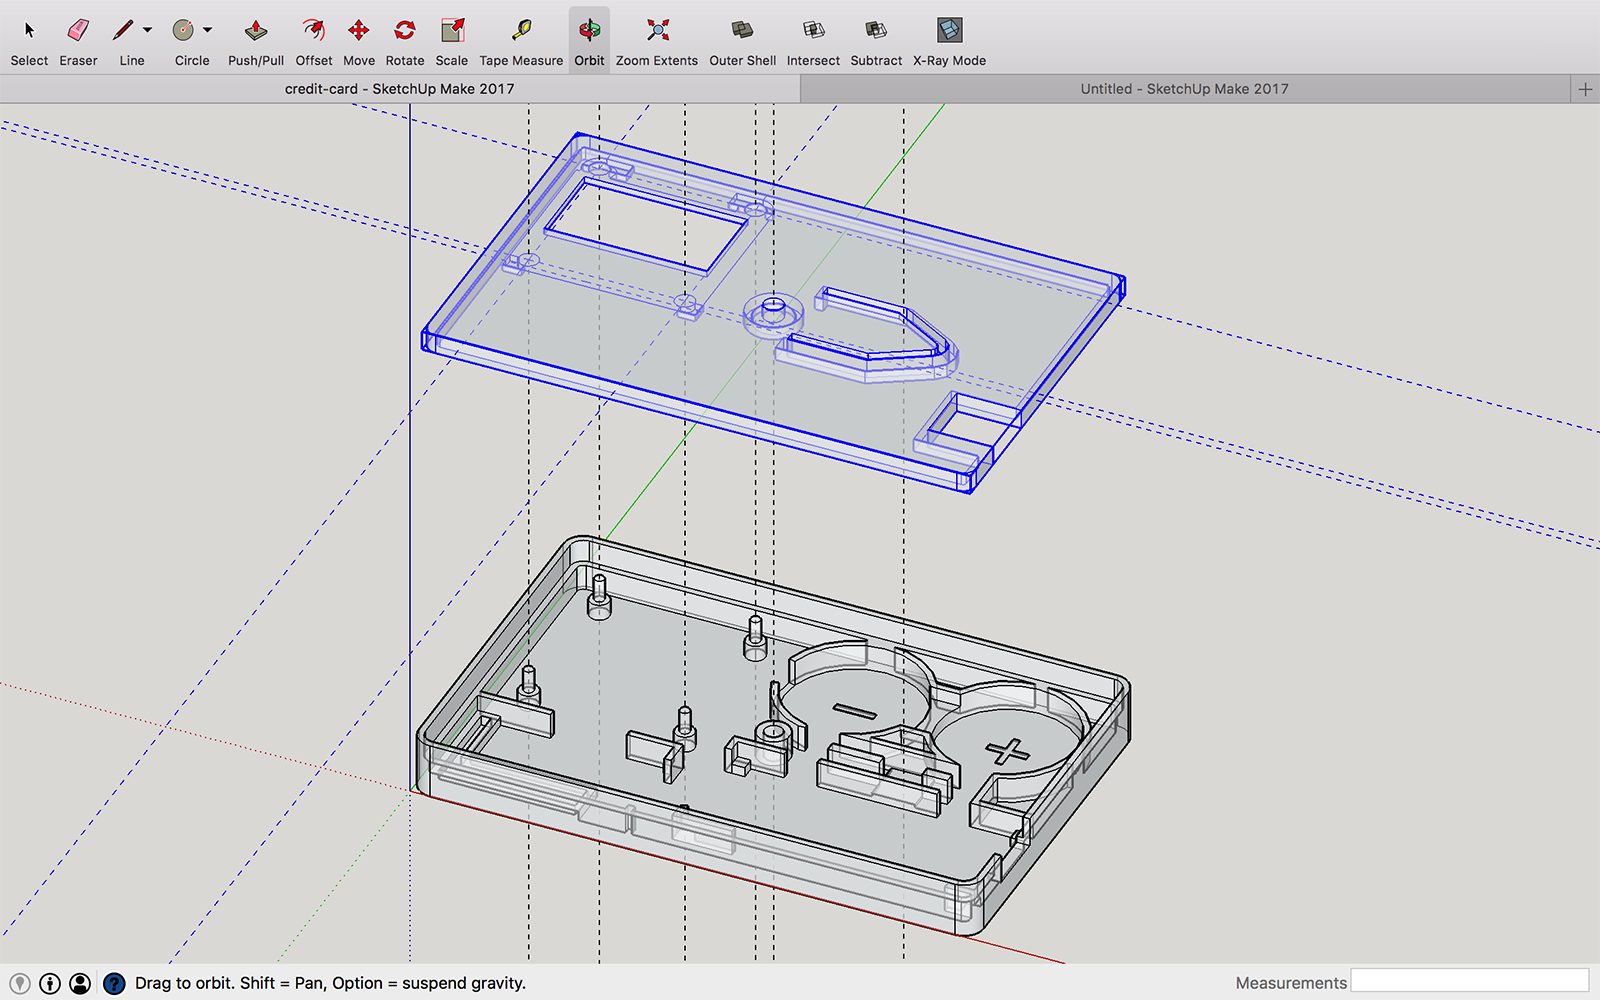 Select Eraser Line Circle Push/Pull Offset Move Rotate Scale Tape Measure Orbit Zoom Extents Outer Shell Intersect Subtract X-Ray Mode
credit-card - SketchUp Make 2017 Untitled - SketchUp Make 2017 +
Drag to orbit. Shift = Pan, Option = suspend gravity. Measurements